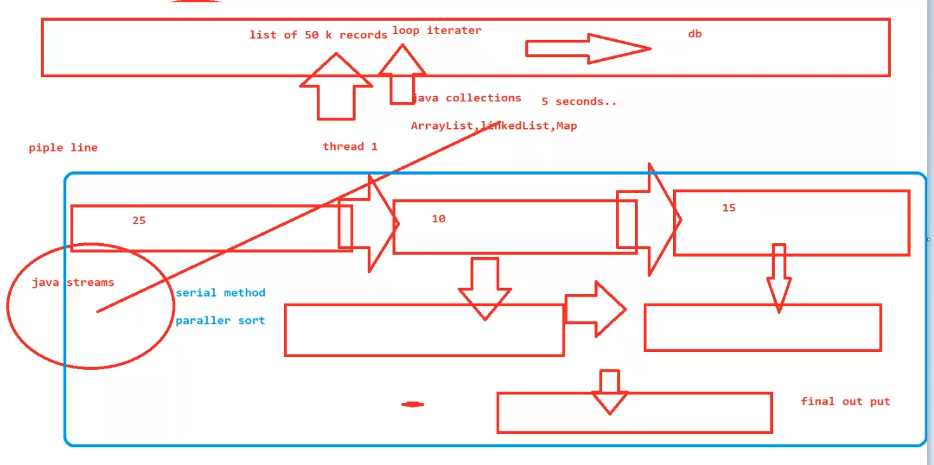 list of 50 k records
loop iterater
db
java collections
5 seconds..
ArrayList,linkedList,Map
piple line
thread 1
25
10
15
java streams
serial method
paraller sort
final out put